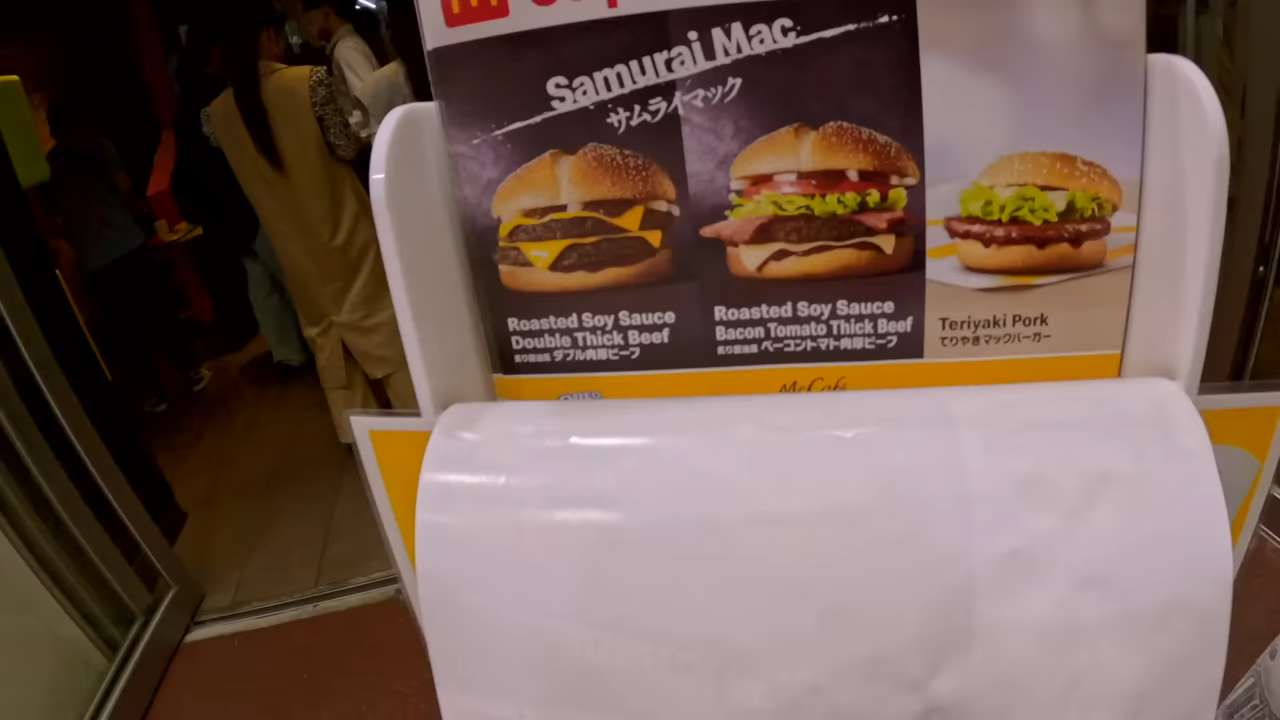 Samurai Mac
サムライマック
Roasted Soy Sauce
Double Thick Beef
炙り醤油風 ダブル肉厚ビーフ
Roasted Soy Sauce
Bacon Tomato Thick Beef
炙り醤油風 ベーコントマト肉厚ビーフ
Teriyaki Pork
てりやきマックバーガー
McCafé